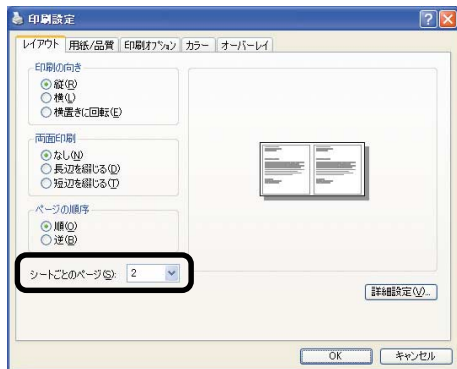 印刷設定
レイアウト 用紙/品質 印刷オプション カラー オーバーレイ
印刷の向き
縦(R)
横(L)
横置きに回転(E)
両面印刷
なし(N)
長辺を綴じる(D)
短辺を綴じる(T)
ページの順序
順(O)
逆(B)
シートごとのページ(S): 2
詳細設定(V)...
OK キャンセル